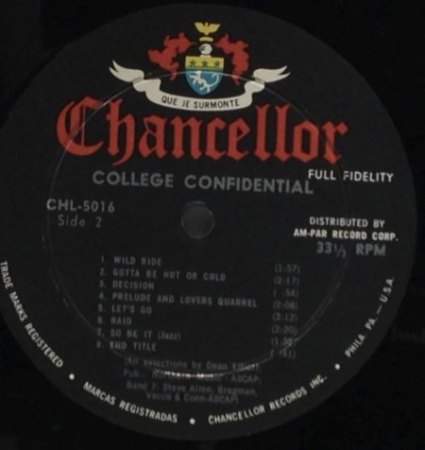 QUE JE SURMONTE
Chancellor
FULL FIDELITY
COLLEGE CONFIDENTIAL
CHL-5016
Side 2
DISTRIBUTED BY
AM-PAR RECORD CORP.
33⅓ RPM
1. WILD RIDE (1:57)
2. GOTTA BE HOT OR COLD (2:17)
3. DECISION ( :54)
4. PRELUDE AND LOVERS QUARREL (2:08)
5. LET'S GO (3:12)
6. RAID (2:20)
7. SO BE IT (Jazz)
8. END TITLE
(All selections by Dean Elliott
Pub. ASCAP)
Band 7: Steve Allen, Bregman,
Vocco & Conn-ASCAP)
TRADE MARKS REGISTERED • MARCAS REGISTRADAS • CHANCELLOR RECORDS INC. • PHILA PA. — U.S.A.